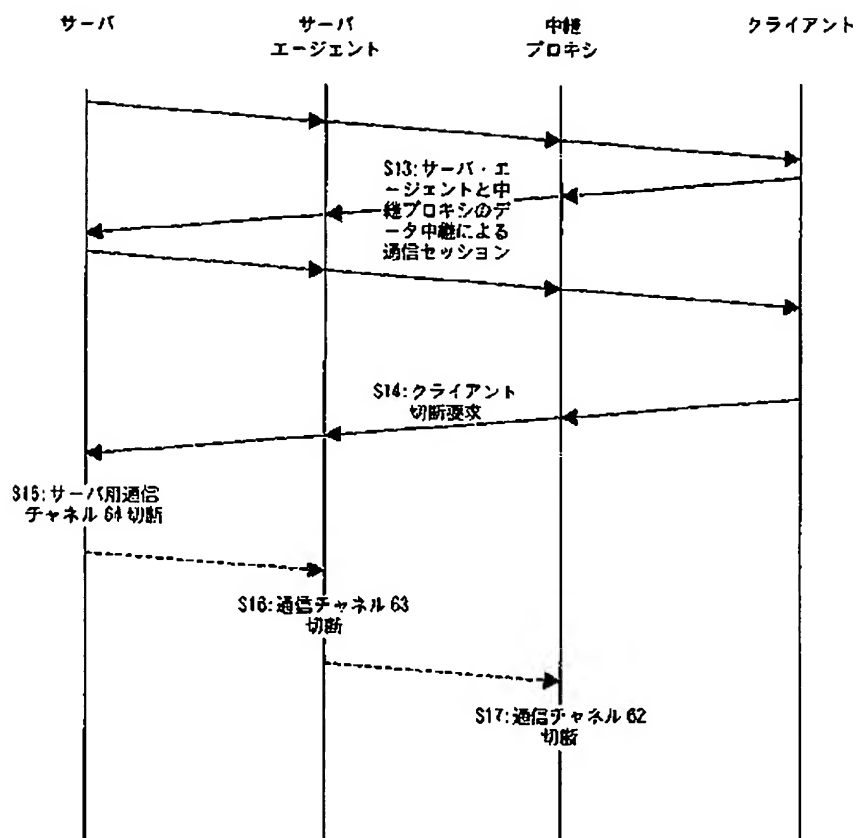 サーバ
サーバ
エージェント
中継
プロキシ
クライアント
S13:サーバ・エ
ージェントと中
継プロキシのデ
ータ中継による
通信セッション
S14:クライアント
切断要求
S15:サーバ用通信
チャネル 64 切断
S16:通信チャネル 63
切断
S17:通信チャネル 62
切断